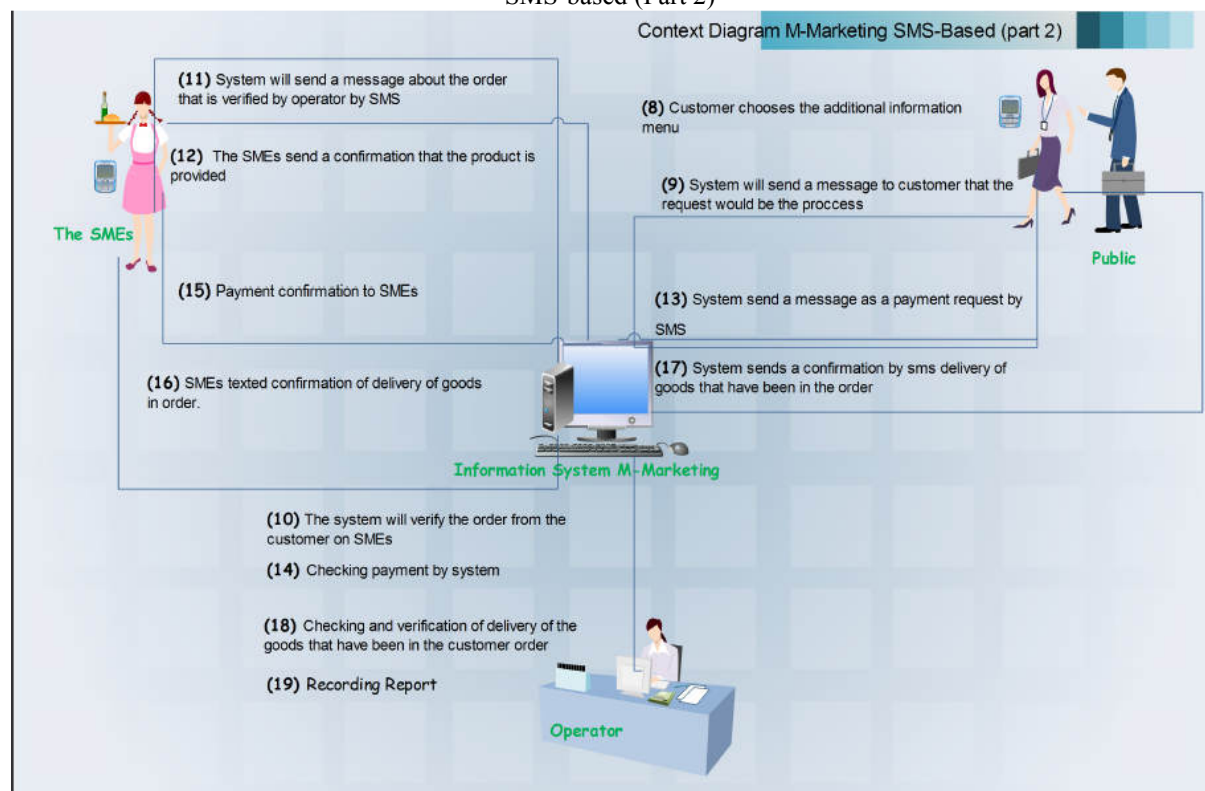 SMS-based (Part 2)
Context Diagram M-Marketing SMS-Based (part 2)
(11) System will send a message about the order
that is verified by operator by SMS
(8) Customer chooses the additional information
menu
(12) The SMEs send a confirmation that the product is
provided
(9) System will send a message to customer that the
request would be the proccess
The SMEs
Public
(15) Payment confirmation to SMEs
(13) System send a message as a payment request by
SMS
(16) SMEs texted confirmation of delivery of goods
in order.
(17) System sends a confirmation by sms delivery of
goods that have been in the order
Information System M-Marketing
(10) The system will verify the order from the
customer on SMEs
(14) Checking payment by system
(18) Checking and verification of delivery of the
goods that have been in the customer order
(19) Recording Report
Operator